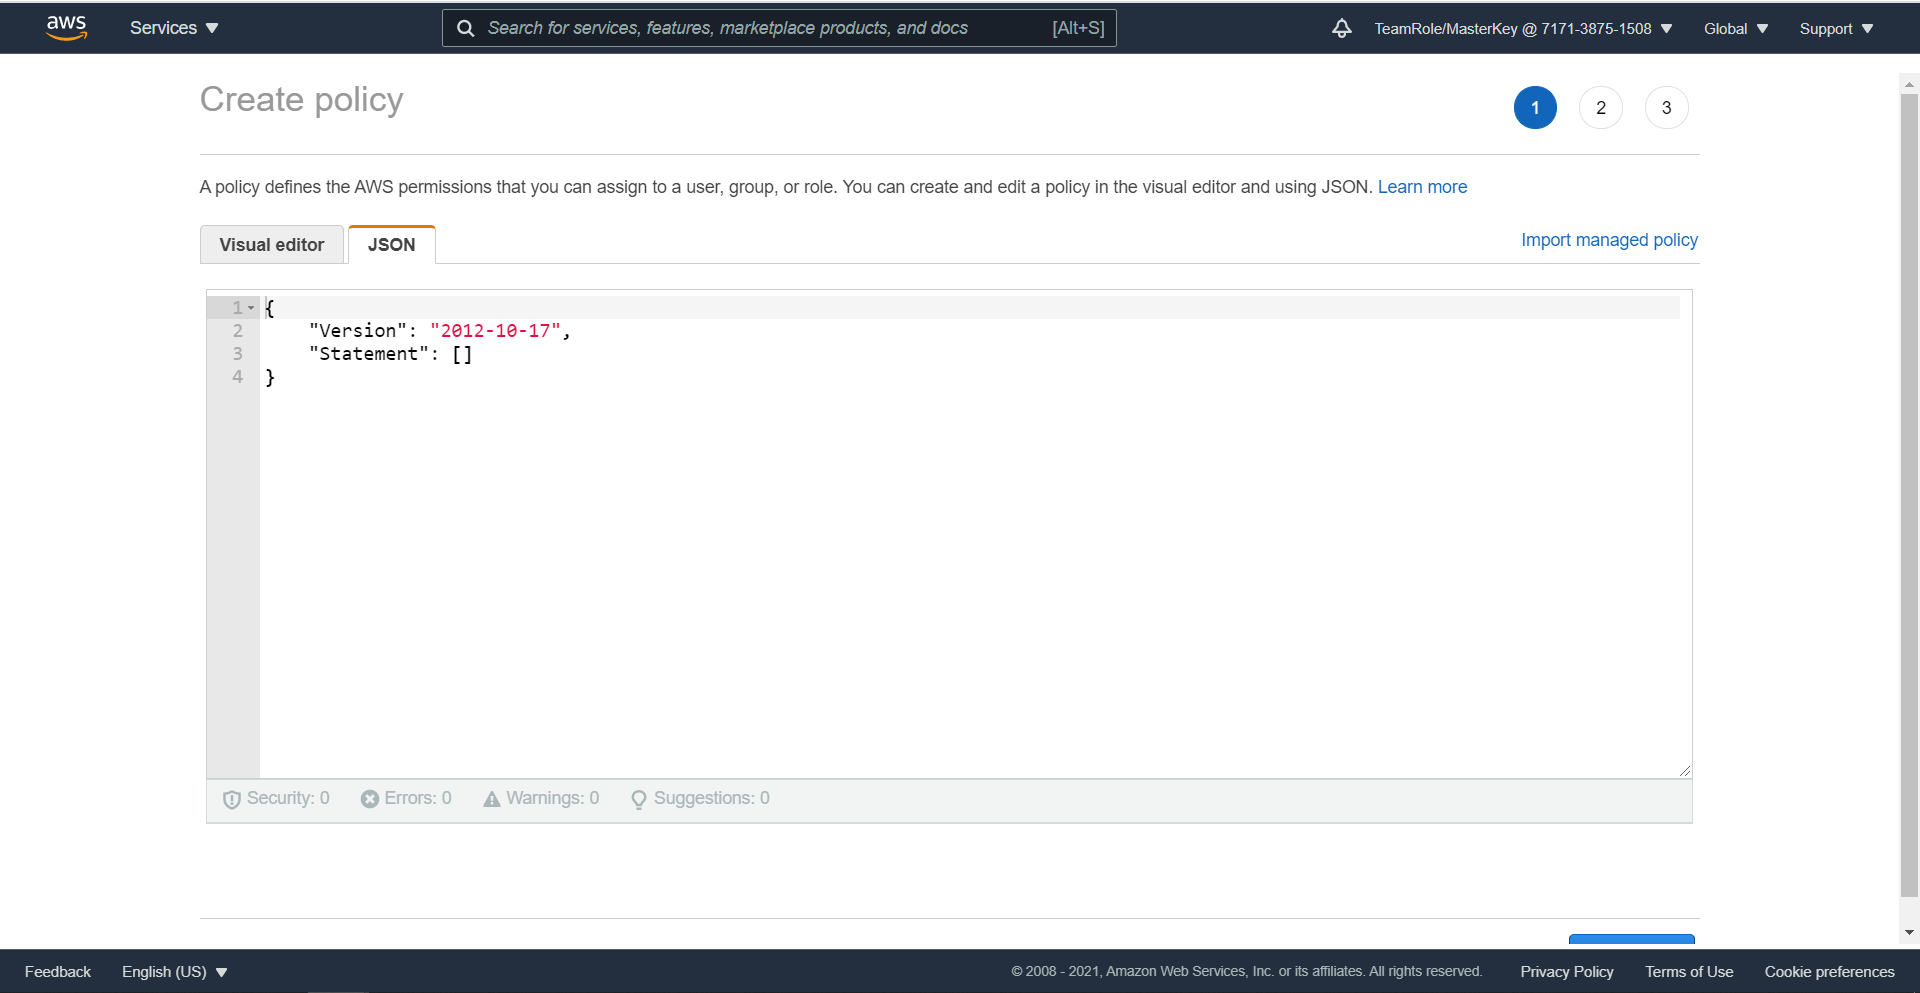 aws Services Search for services, features, marketplace products, and docs [Alt+S] TeamRole/MasterKey @ 7171-3875-1508 Global Support
Create policy
1 2 3
A policy defines the AWS permissions that you can assign to a user, group, or role. You can create and edit a policy in the visual editor and using JSON. Learn more
Visual editor JSON Import managed policy
1 {
2 "Version": "2012-10-17",
3 "Statement": []
4 }
Security: 0 Errors: 0 Warnings: 0 Suggestions: 0
Feedback English (US) © 2008 - 2021, Amazon Web Services, Inc. or its affiliates. All rights reserved. Privacy Policy Terms of Use Cookie preferences